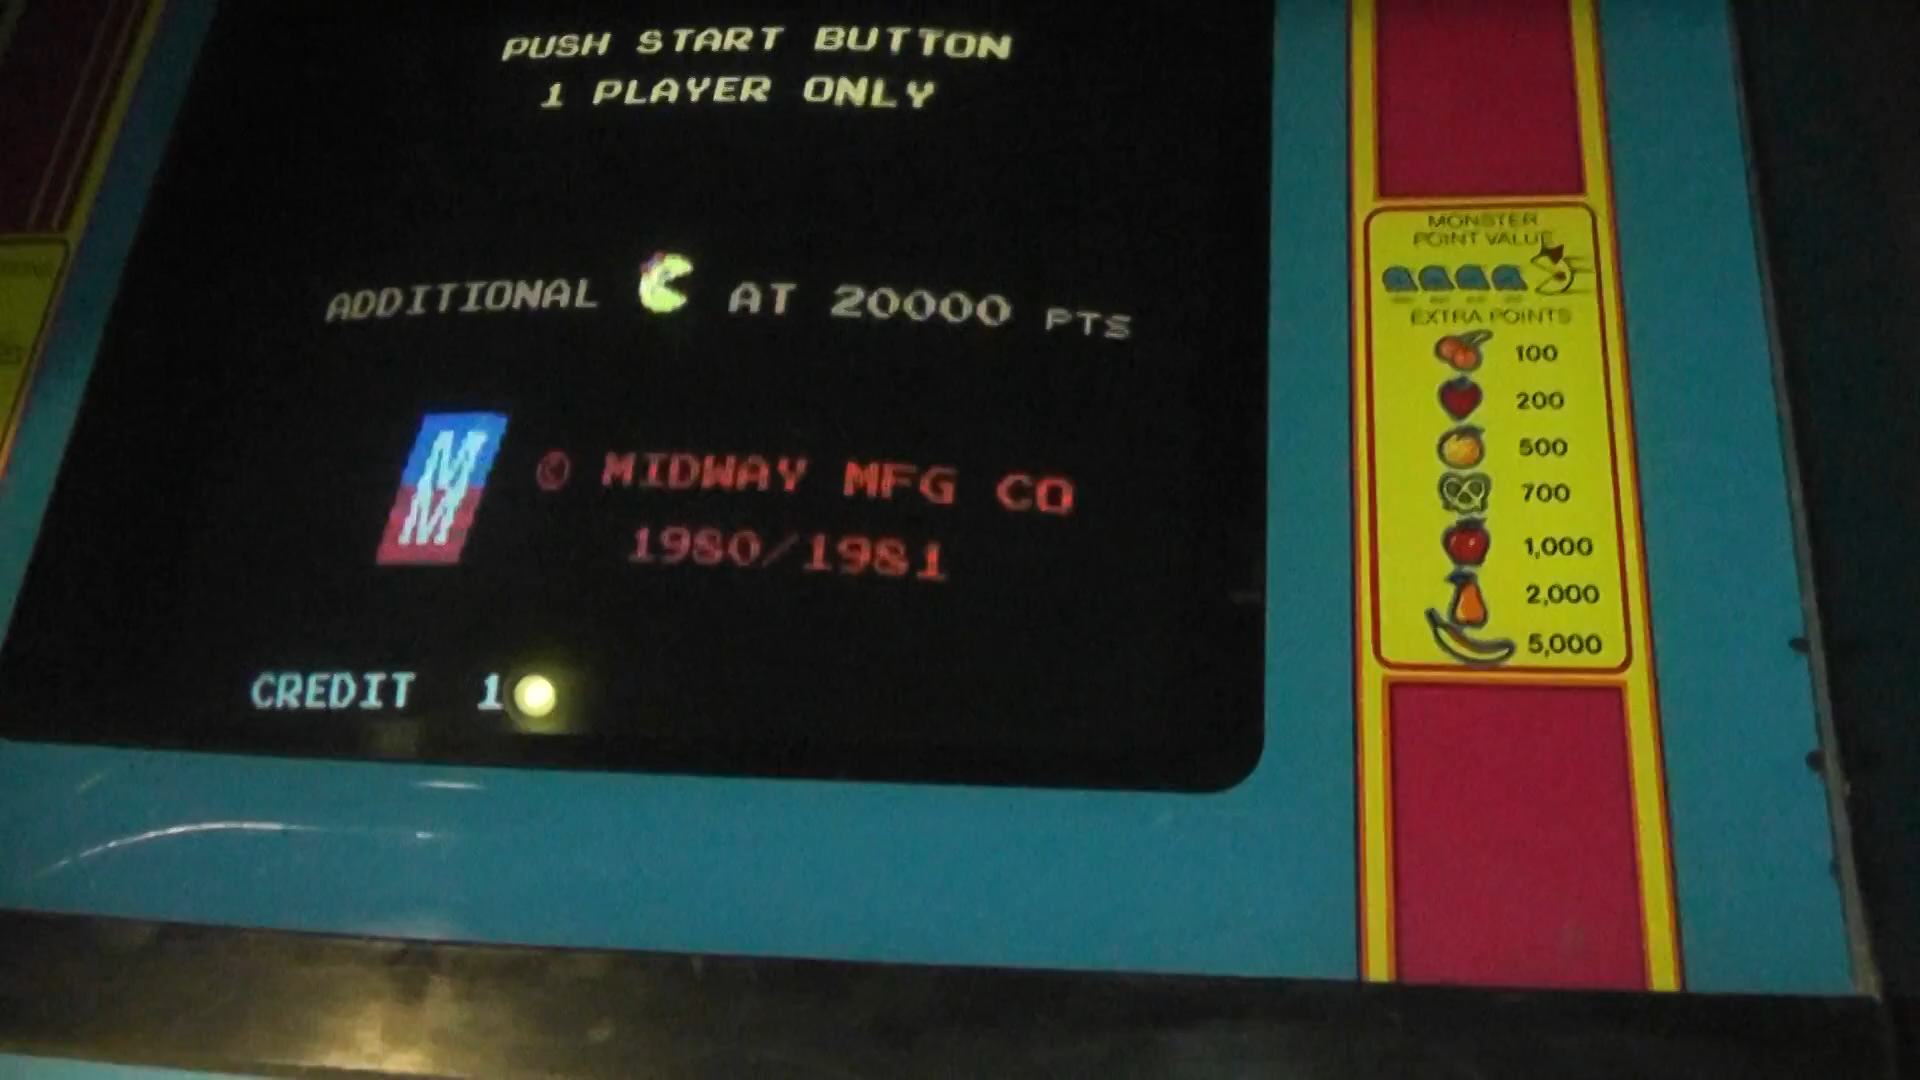 PUSH START BUTTON
1 PLAYER ONLY
ADDITIONAL AT 20000 PTS
MM
© MIDWAY MFG CO
1980/1981
CREDIT 1
MONSTER
POINT VALUE
EXTRA POINTS
100
200
500
700
1,000
2,000
5,000